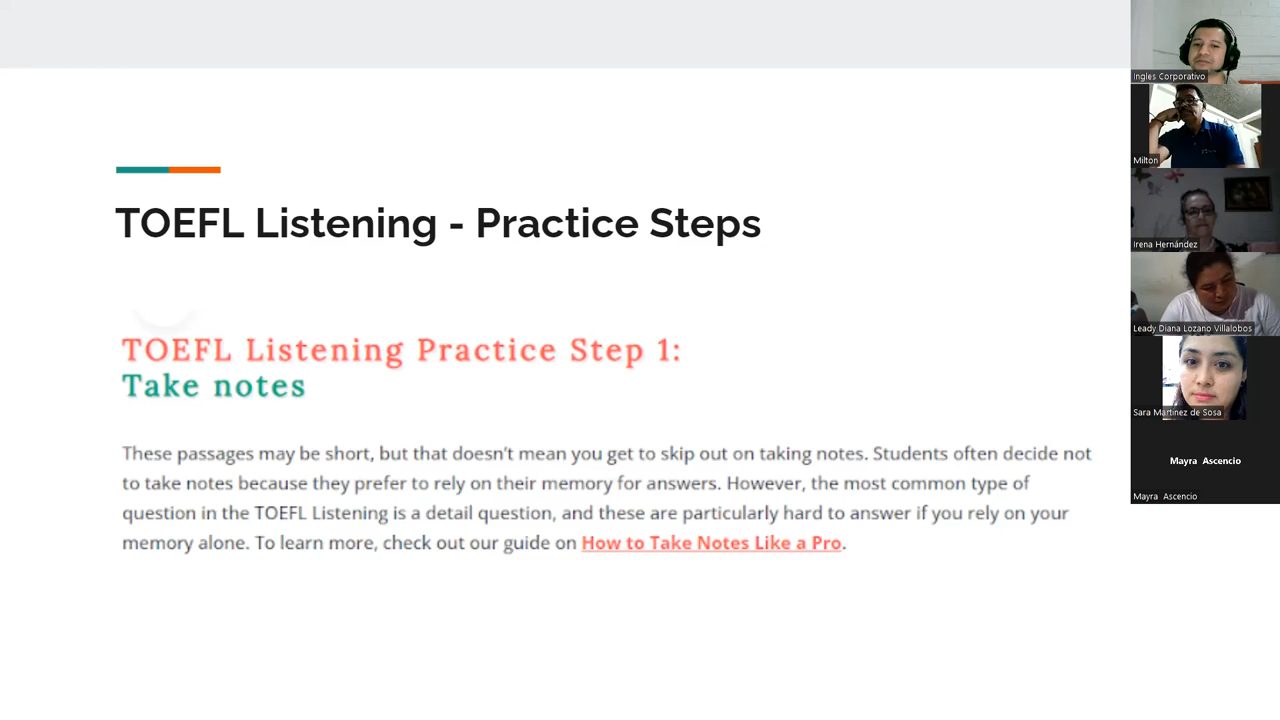 TOEFL Listening - Practice Steps
TOEFL Listening Practice Step 1:
Take notes
These passages may be short, but that doesn't mean you get to skip out on taking notes. Students often decide not
to take notes because they prefer to rely on their memory for answers. However, the most common type of
question in the TOEFL Listening is a detail question, and these are particularly hard to answer if you rely on your
memory alone. To learn more, check out our guide on How to Take Notes Like a Pro.
Ingles Corporativo
Milton
Irena Hernández
Leady Diana Lozano Villalobos
Sara Martinez de Sosa
Mayra Ascencio
Mayra Ascencio